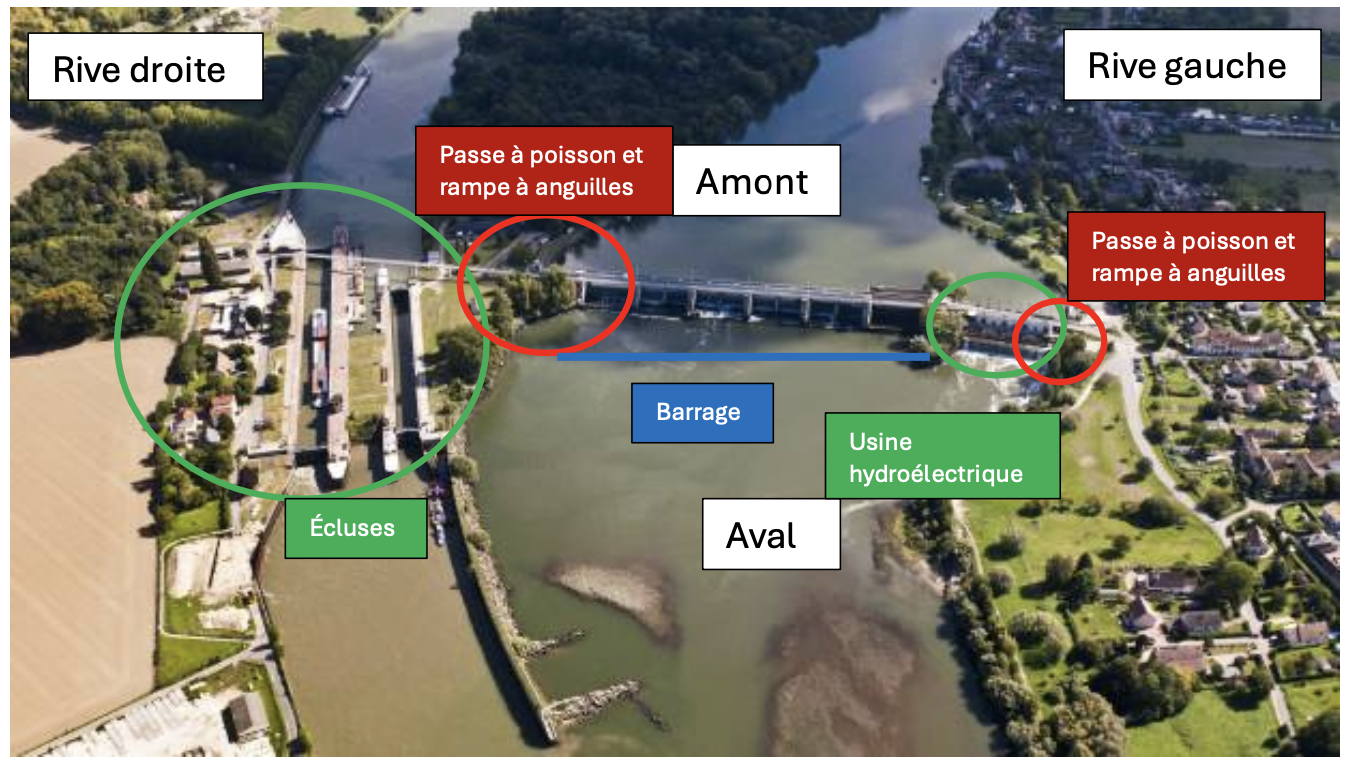 Rive droite
Rive gauche
Passe à poisson et
rampe à anguilles
Amont
Passe à poisson et
rampe à anguilles
Barrage
Usine
hydroélectrique
Écluses
Aval